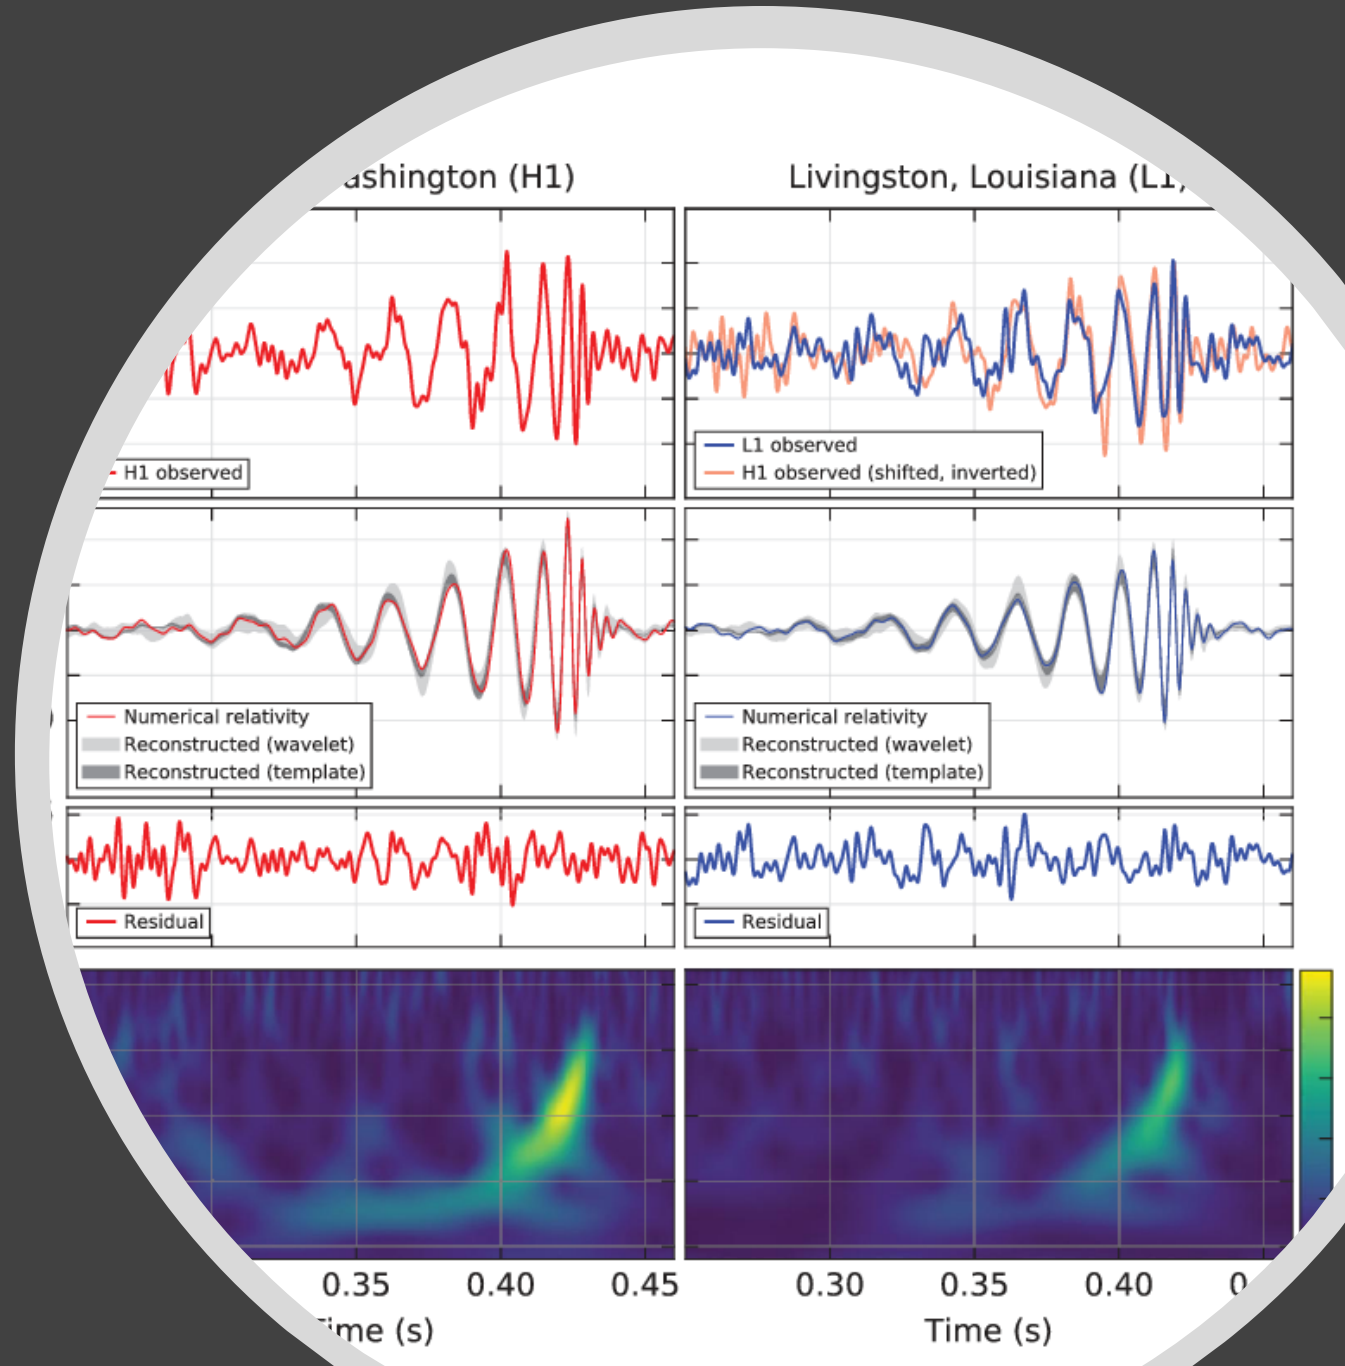 ashington (H1)
Livingston, Louisiana (L1)
H1 observed
L1 observed
H1 observed (shifted, inverted)
Numerical relativity
Reconstructed (wavelet)
Reconstructed (template)
Numerical relativity
Reconstructed (wavelet)
Reconstructed (template)
Residual
Residual
0.35 0.40 0.45
0.30 0.35 0.40 0
Time (s)
Time (s)